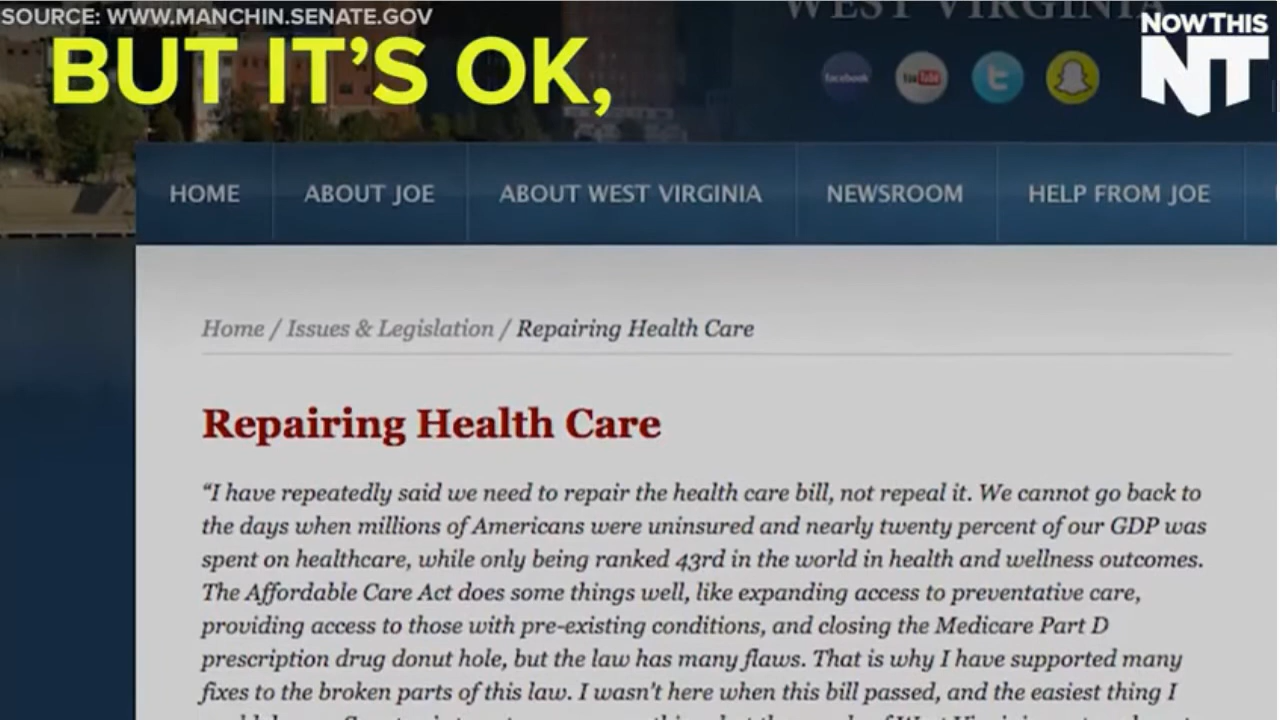 SOURCE: WWW.MANCHIN.SENATE.GOV
WEST VIRGINIA
NOWTHIS
BUT IT'S OK,
facebook
YouTube
NT
HOME
ABOUT JOE
ABOUT WEST VIRGINIA
NEWSROOM
HELP FROM JOE
Home / Issues & Legislation / Repairing Health Care
Repairing Health Care
“I have repeatedly said we need to repair the health care bill, not repeal it. We cannot go back to
the days when millions of Americans were uninsured and nearly twenty percent of our GDP was
spent on healthcare, while only being ranked 43rd in the world in health and wellness outcomes.
The Affordable Care Act does some things well, like expanding access to preventative care,
providing access to those with pre-existing conditions, and closing the Medicare Part D
prescription drug donut hole, but the law has many flaws. That is why I have supported many
fixes to the broken parts of this law. I wasn't here when this bill passed, and the easiest thing I